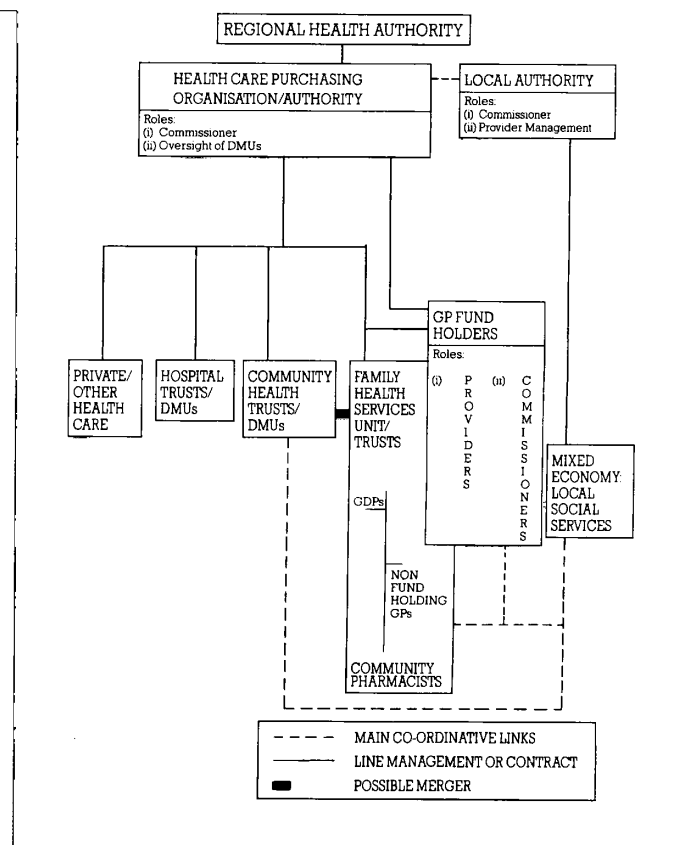 REGIONAL HEALTH AUTHORITY
HEALTH CARE PURCHASING
ORGANISATION/AUTHORITY
Roles:
(i) Commissioner
(ii) Oversight of DMUs
LOCAL AUTHORITY
Roles:
(i) Commissioner
(ii) Provider Management
GP FUND
HOLDERS
Roles:
(i) PROVIDERS
(ii) COMMISSIONERS
PRIVATE/
OTHER
HEALTH
CARE
HOSPITAL
TRUSTS/
DMUs
COMMUNITY
HEALTH
TRUSTS/
DMUs
FAMILY
HEALTH
SERVICES
UNIT/
TRUSTS
GDPs
NON
FUND
HOLDING
GPs
COMMUNITY
PHARMACISTS
MIXED
ECONOMY:
LOCAL
SOCIAL
SERVICES
MAIN CO-ORDINATIVE LINKS
LINE MANAGEMENT OR CONTRACT
POSSIBLE MERGER